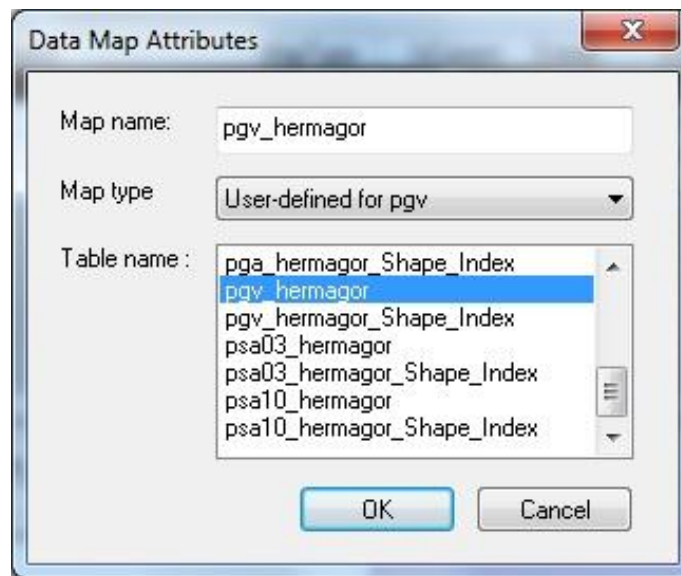 Data Map Attributes
Map name:
pgv_hermagor
Map type
User-defined for pgv
Table name :
pga_hermagor_Shape_Index
pgv_hermagor
pgv_hermagor_Shape_Index
psa03_hermagor
psa03_hermagor_Shape_Index
psa10_hermagor
psa10_hermagor_Shape_Index
OK
Cancel